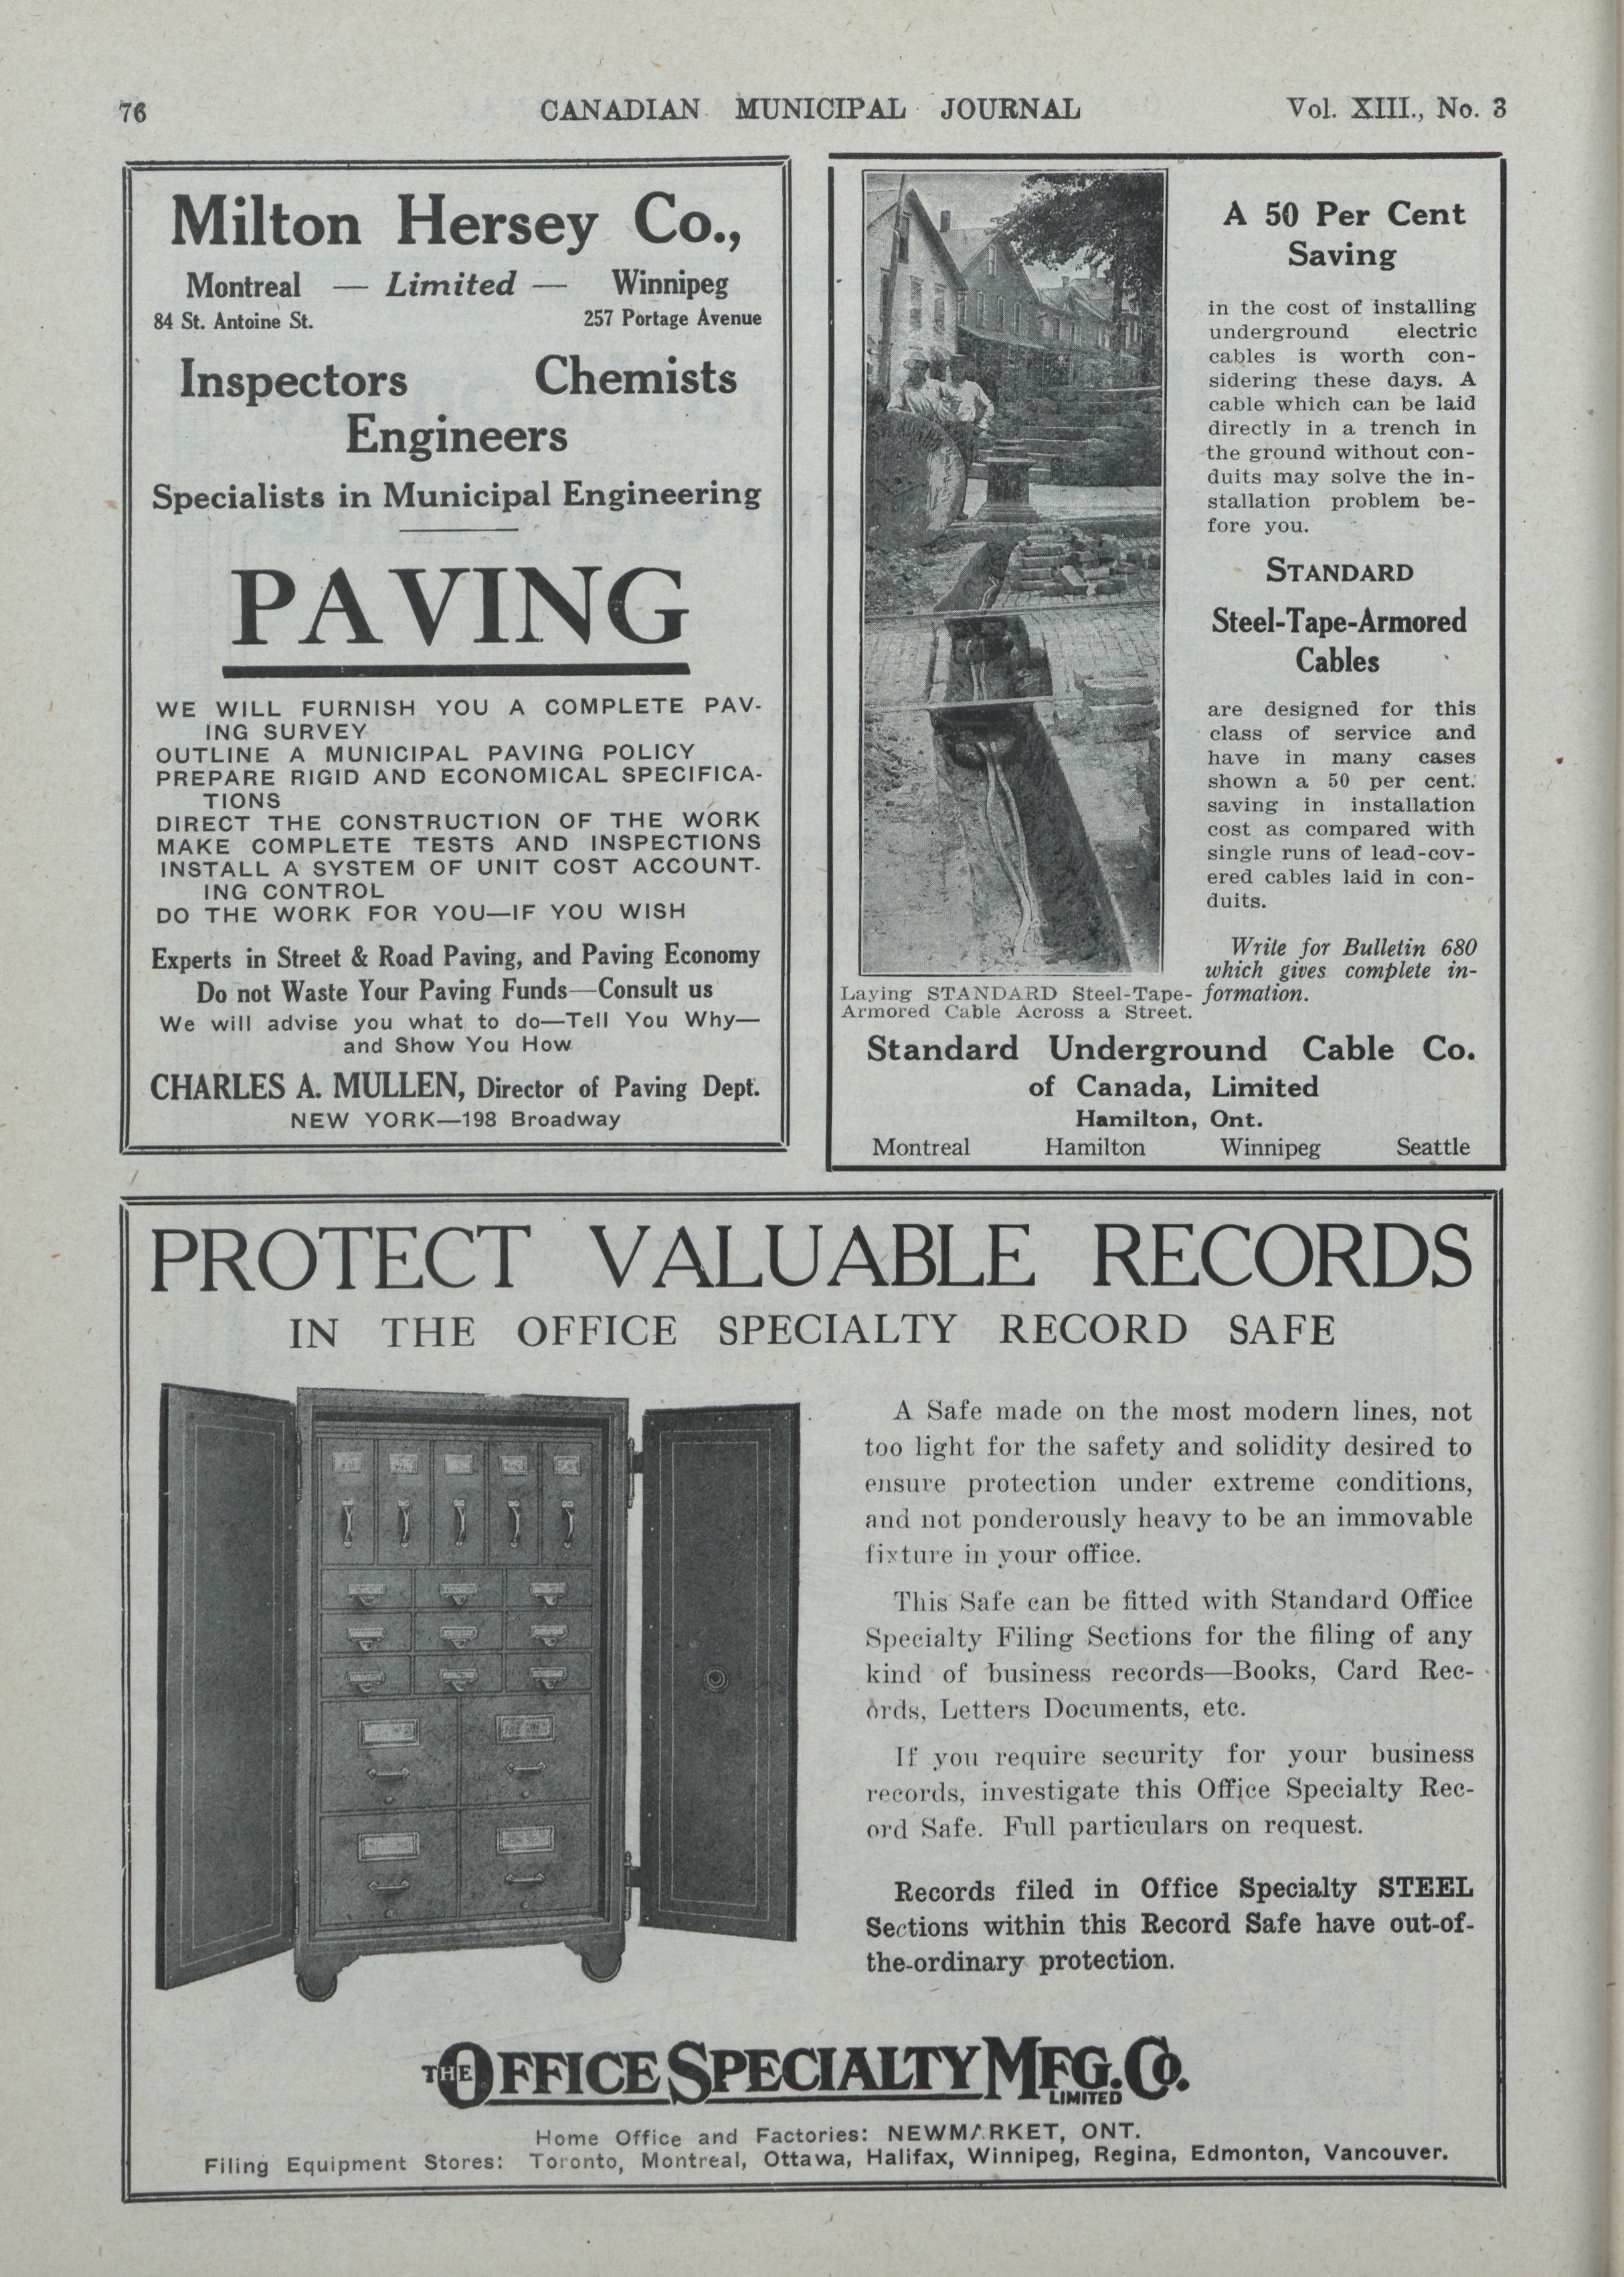 76
CANADIAN MUNICIPAL JOURNAL
Vol. XIII., No. 3
Milton Hersey Co.,
Montreal — Limited — Winnipeg
84 St. Antoine St. 257 Portage Avenue
Inspectors Chemists
Engineers
Specialists in Municipal Engineering
PAVING
WE WILL FURNISH YOU A COMPLETE PAV-
ING SURVEY
OUTLINE A MUNICIPAL PAVING POLICY
PREPARE RIGID AND ECONOMICAL SPECIFICA-
TIONS
DIRECT THE CONSTRUCTION OF THE WORK
MAKE COMPLETE TESTS AND INSPECTIONS
INSTALL A SYSTEM OF UNIT COST ACCOUNT-
ING CONTROL
DO THE WORK FOR YOU—IF YOU WISH
Experts in Street & Road Paving, and Paving Economy
Do not Waste Your Paving Funds—Consult us
We will advise you what to do—Tell You Why—
and Show You How
CHARLES A. MULLEN, Director of Paving Dept.
NEW YORK—198 Broadway
A 50 Per Cent
Saving
in the cost of installing
underground electric
cables is worth con-
sidering these days. A
cable which can be laid
directly in a trench in
the ground without con-
duits may solve the in-
stallation problem be-
fore you.
STANDARD
Steel-Tape-Armored
Cables
are designed for this
class of service and
have in many cases
shown a 50 per cent.
saving in installation
cost as compared with
single runs of lead-cov-
ered cables laid in con-
duits.
Write for Bulletin 680
which gives complete in-
formation.
Laying STANDARD Steel-Tape-
Armored Cable Across a Street.
Standard Underground Cable Co.
of Canada, Limited
Hamilton, Ont.
Montreal Hamilton Winnipeg Seattle
PROTECT VALUABLE RECORDS
IN THE OFFICE SPECIALTY RECORD SAFE
A Safe made on the most modern lines, not
too light for the safety and solidity desired to
ensure protection under extreme conditions,
and not ponderously heavy to be an immovable
fixture in your office.
This Safe can be fitted with Standard Office
Specialty Filing Sections for the filing of any
kind of business records—Books, Card Rec-
ords, Letters Documents, etc.
If you require security for your business
records, investigate this Office Specialty Rec-
ord Safe. Full particulars on request.
Records filed in Office Specialty STEEL
Sections within this Record Safe have out-of-
the-ordinary protection.
THE OFFICE SPECIALTY MFG. CO.
LIMITED
Home Office and Factories: NEWMARKET, ONT.
Filing Equipment Stores: Toronto, Montreal, Ottawa, Halifax, Winnipeg, Regina, Edmonton, Vancouver.